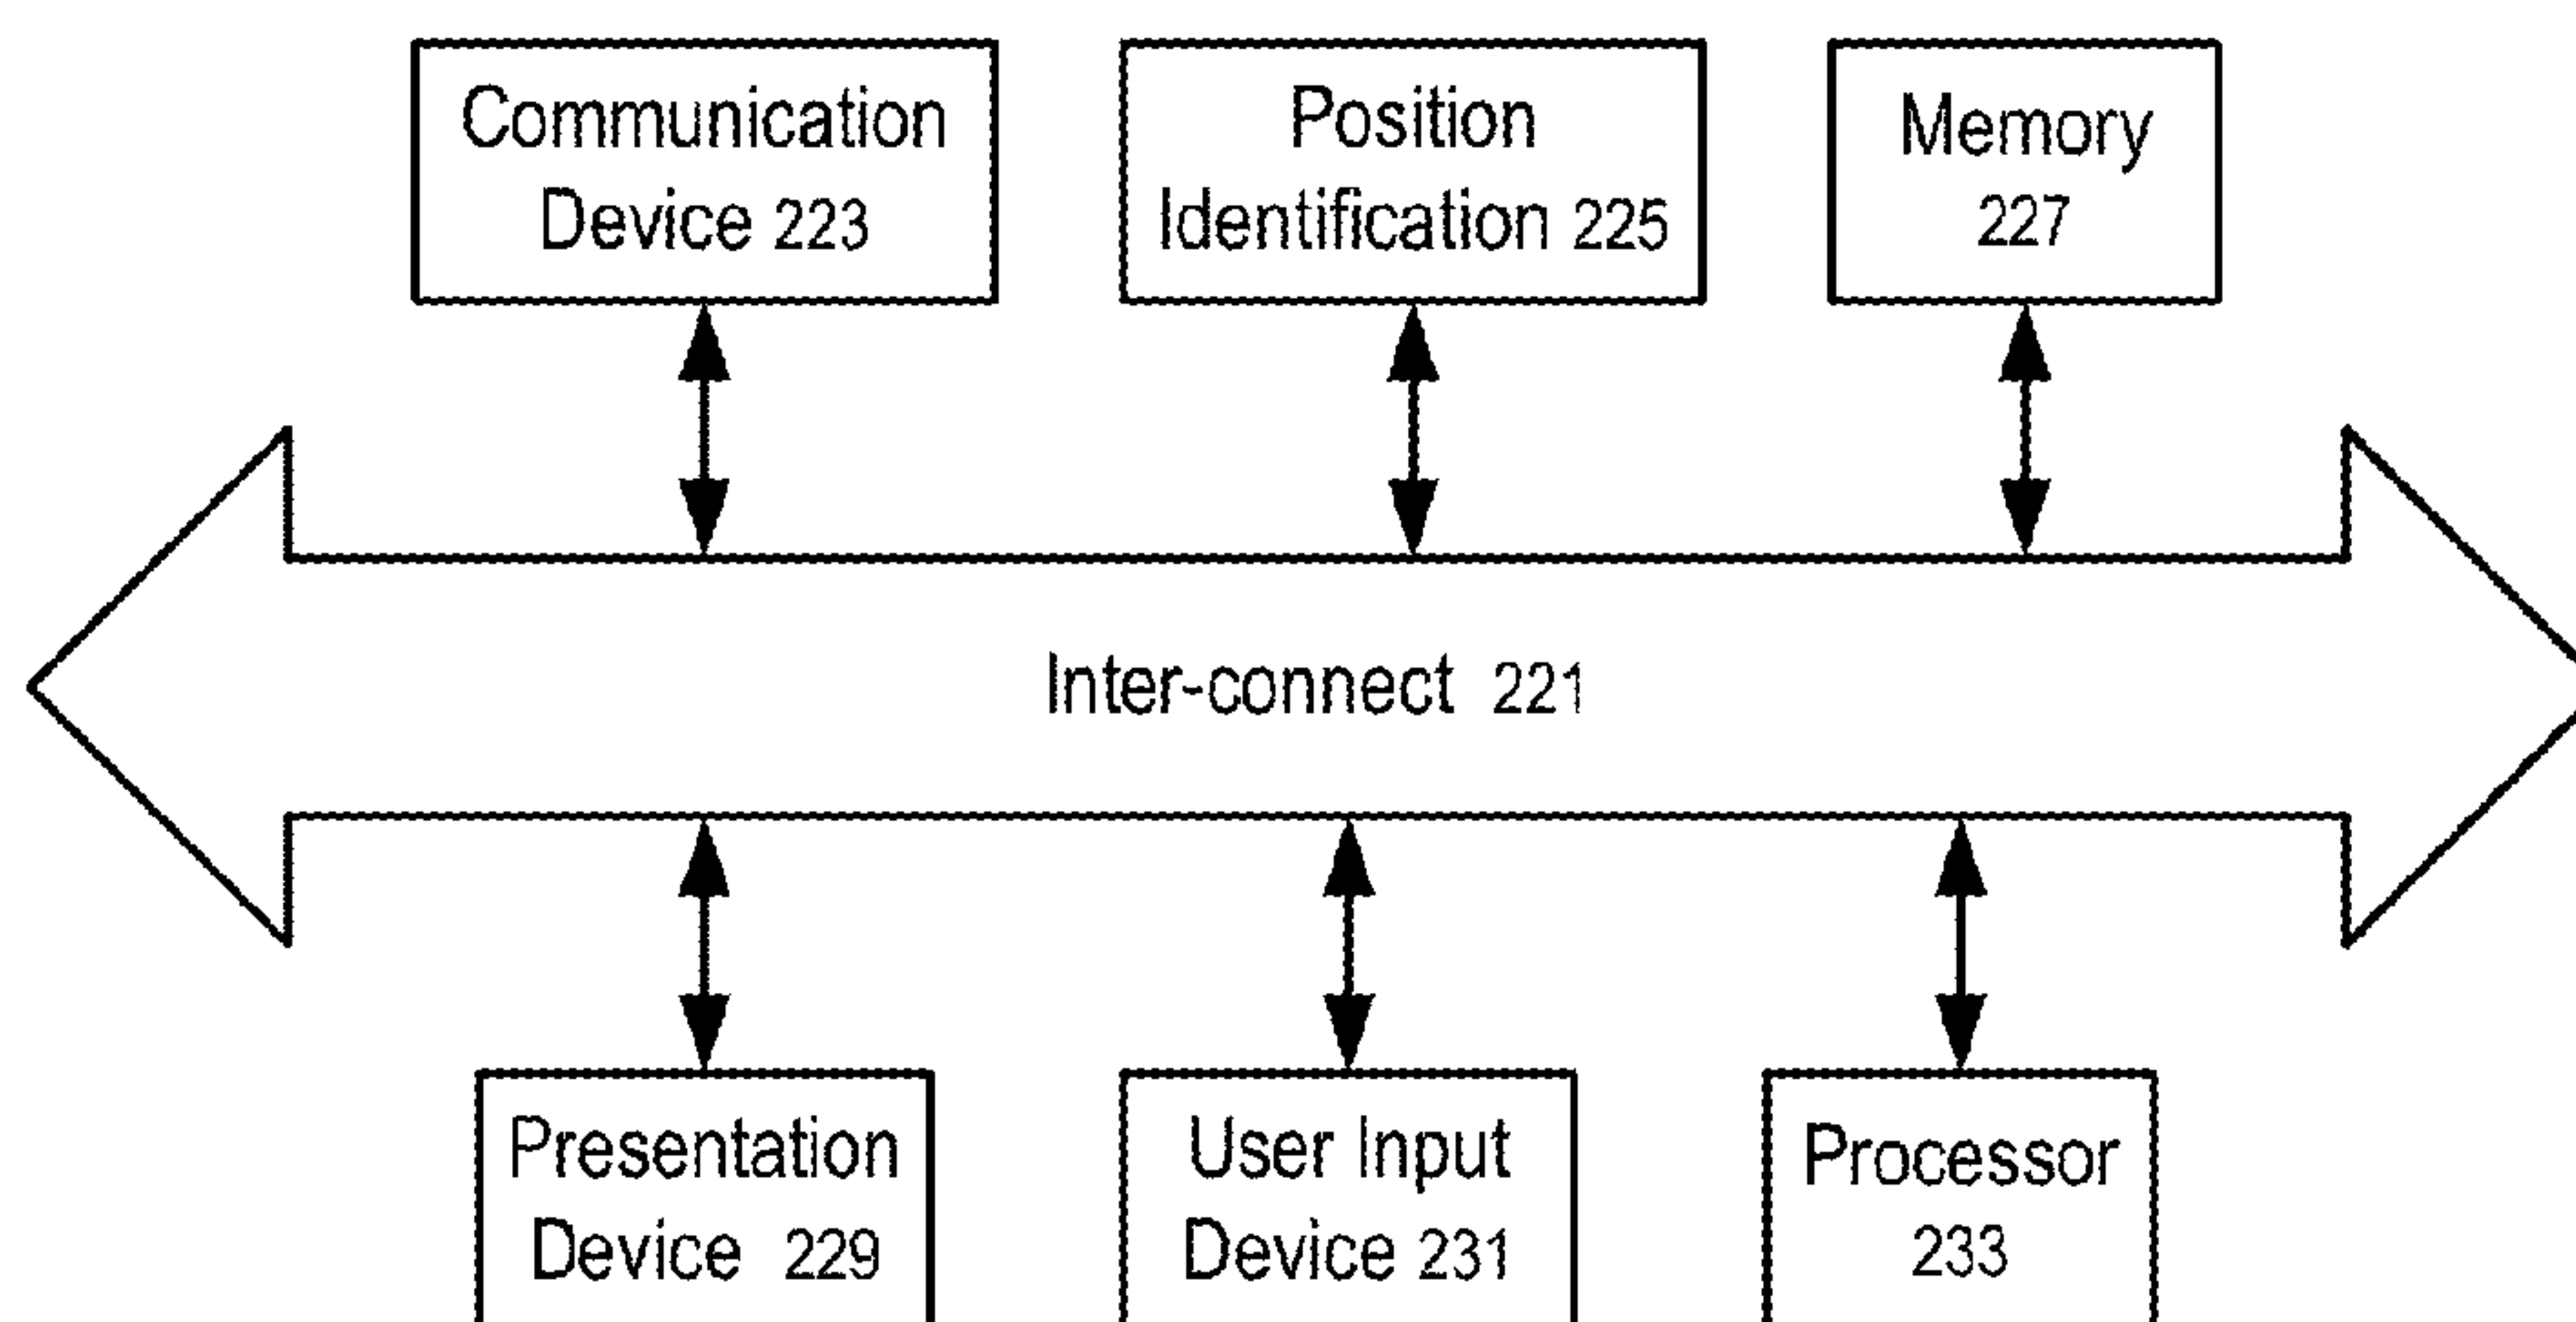 Communication
Device 223
Position
Identification 225
Memory
227
Inter-connect 221
Presentation
Device 229
User Input
Device 231
Processor
233